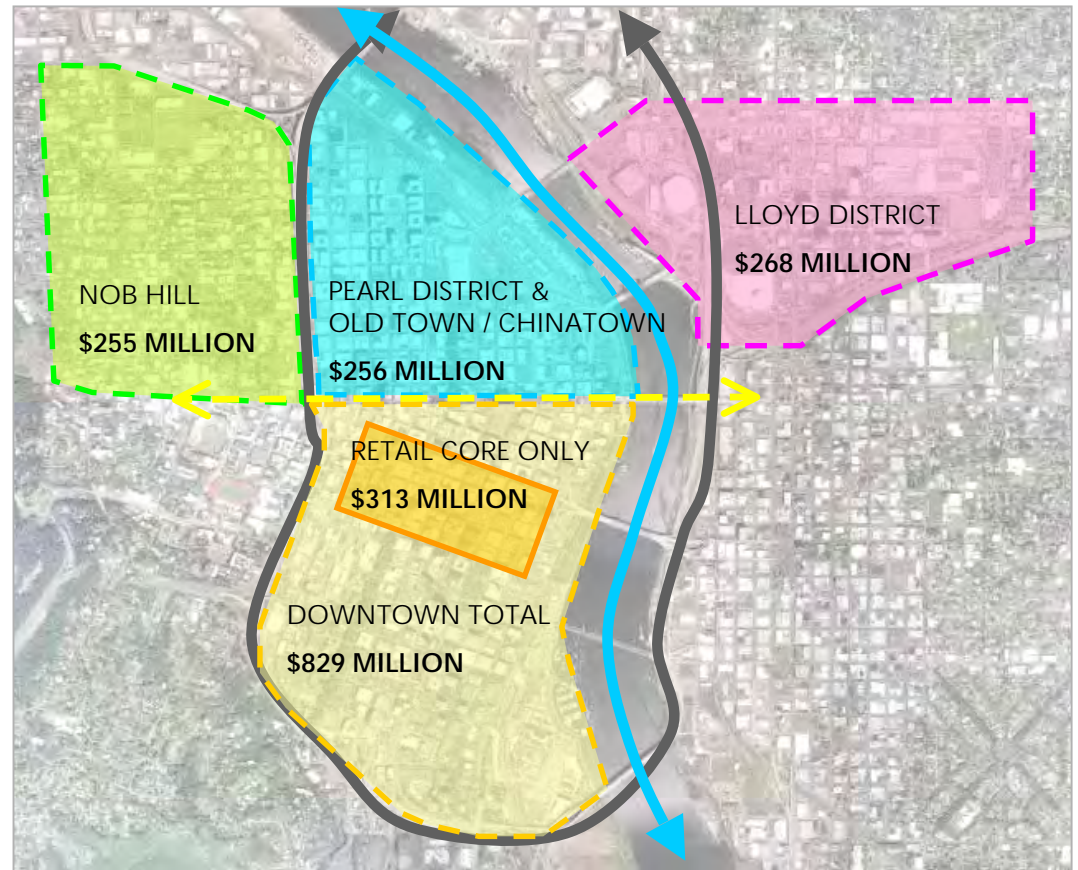 LLOYD DISTRICT
$268 MILLION
NOB HILL
$255 MILLION
PEARL DISTRICT &
OLD TOWN / CHINATOWN
$256 MILLION
RETAIL CORE ONLY
$313 MILLION
DOWNTOWN TOTAL
$829 MILLION